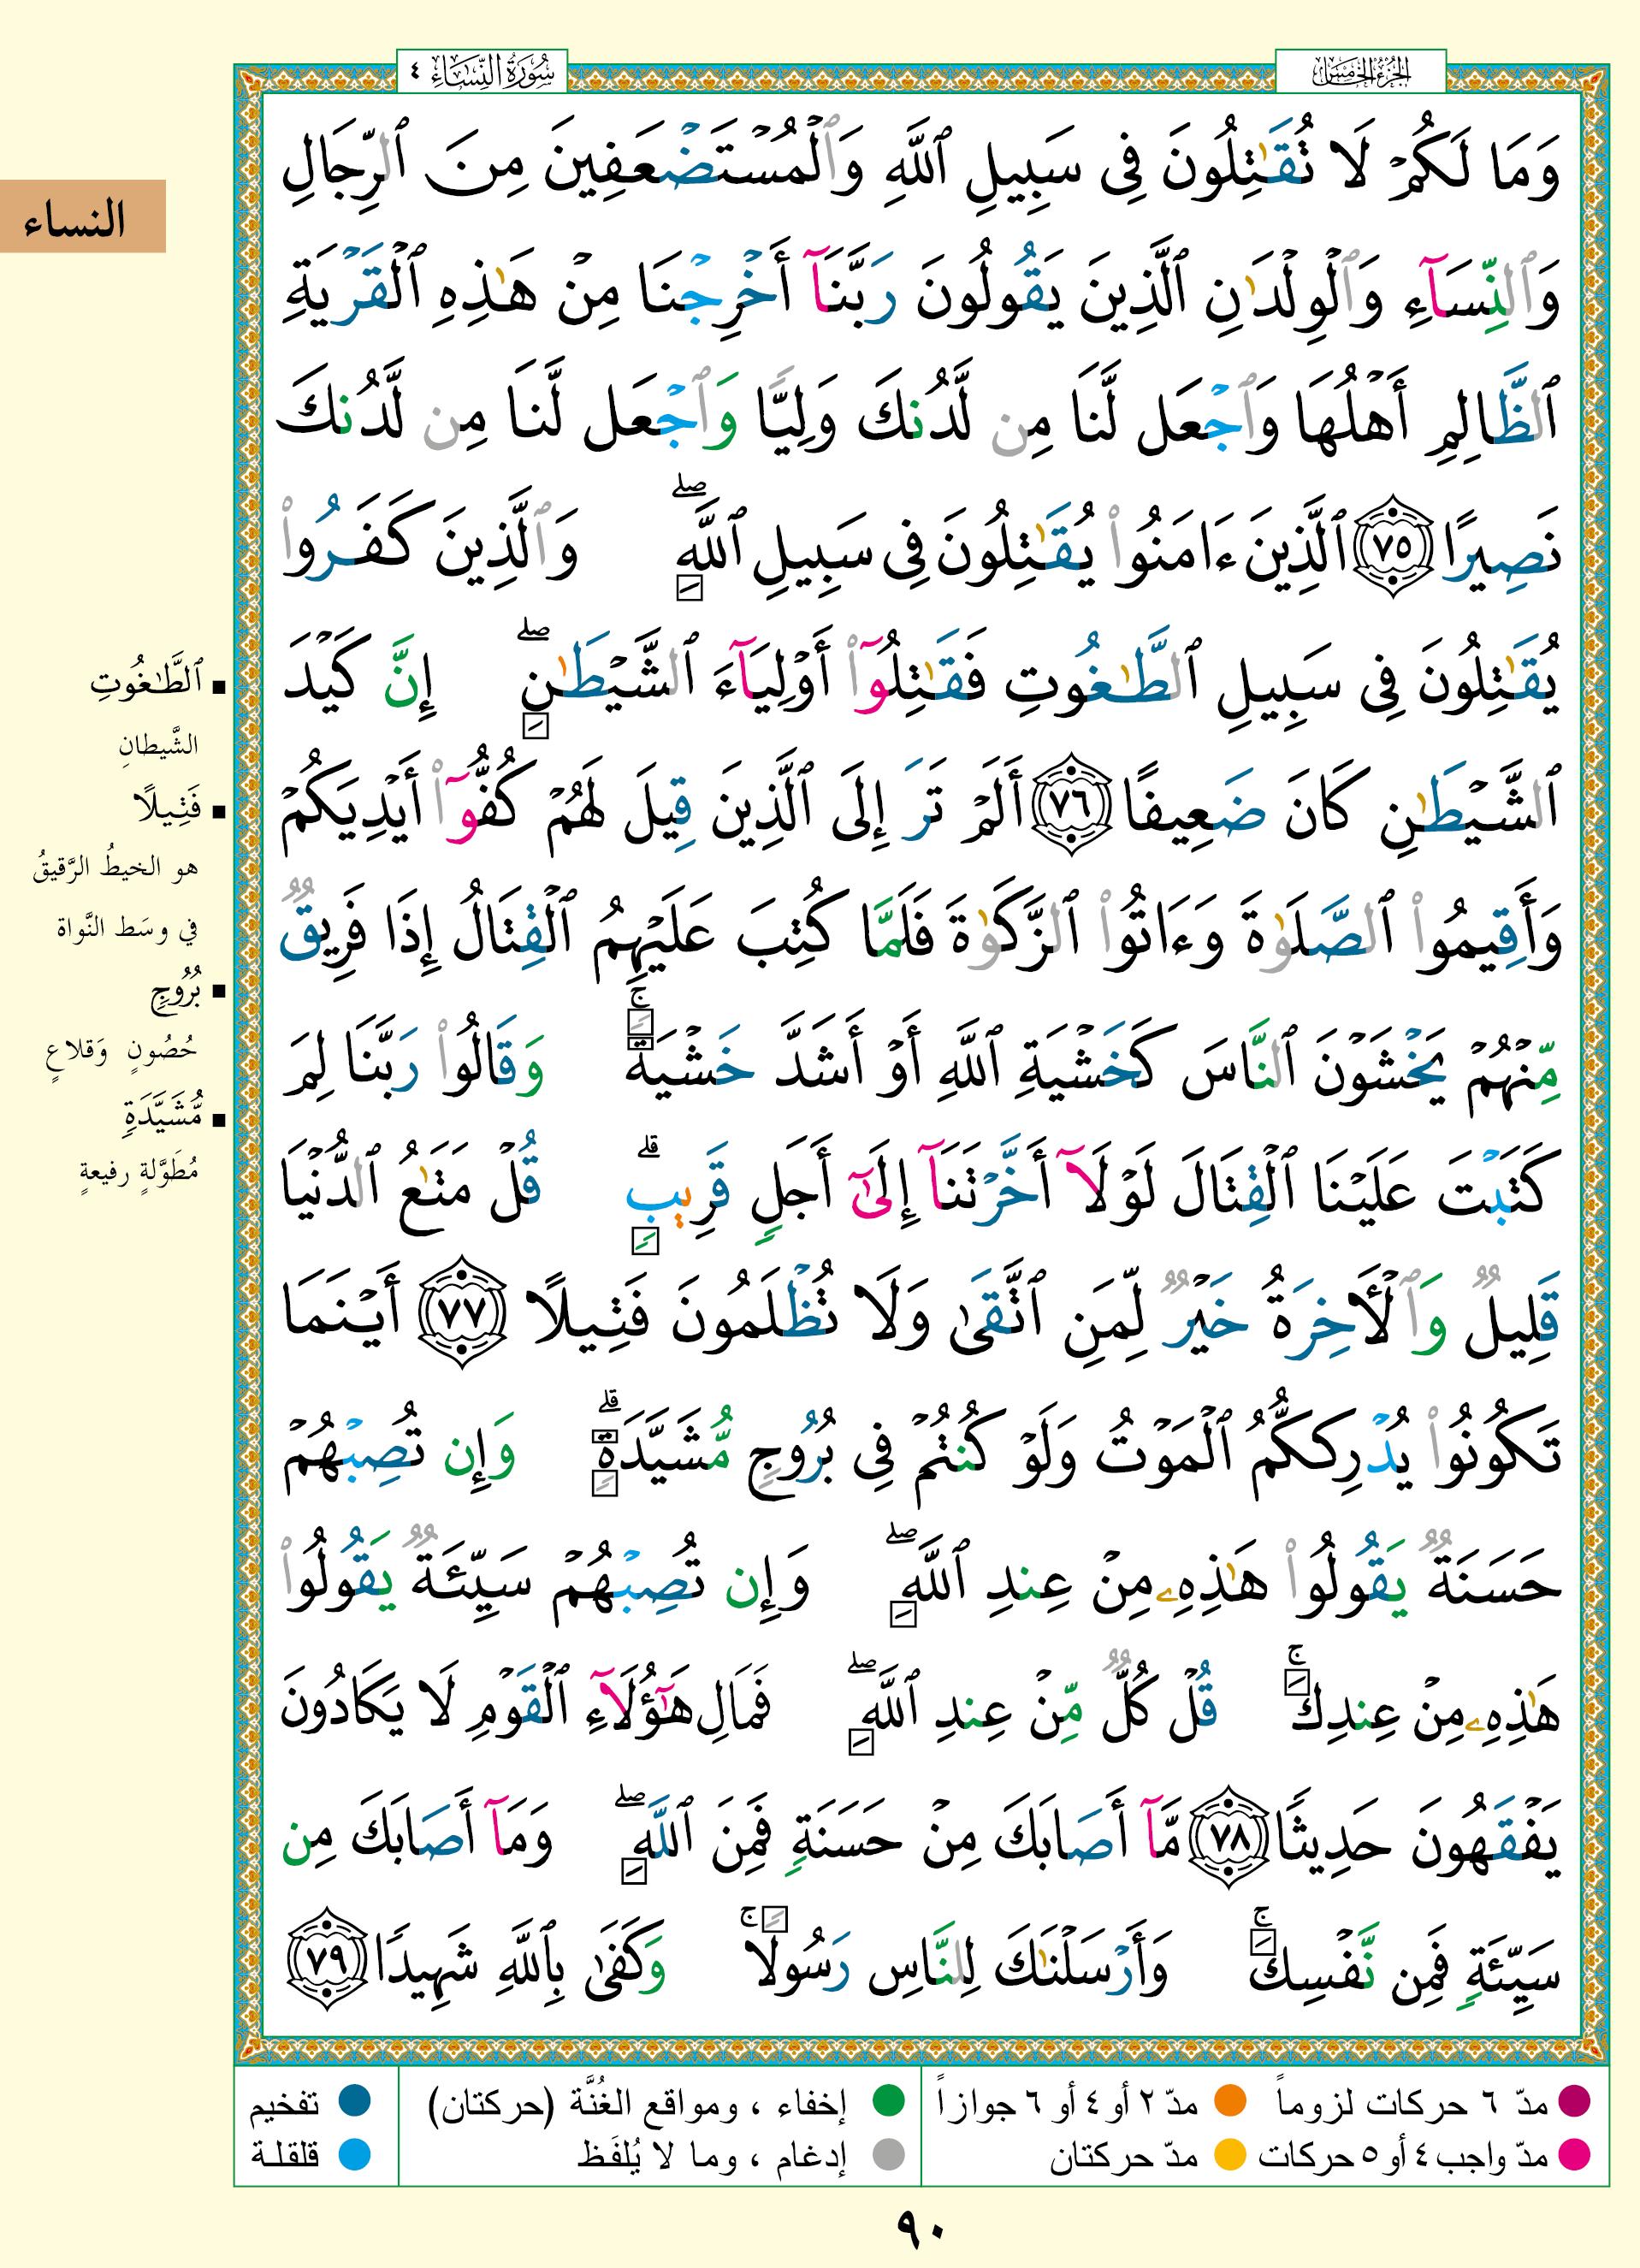 الجزء الخامس
سورة النساء ٤
النساء
وَمَا لَكُمْ لَا تُقَـٰتِلُونَ فِى سَبِيلِ ٱللَّهِ وَٱلْمُسْتَضْعَفِينَ مِنَ ٱلرِّجَالِ
وَٱلنِّسَآءِ وَٱلْوِلْدَٰنِ ٱلَّذِينَ يَقُولُونَ رَبَّنَآ أَخْرِجْنَا مِنْ هَـٰذِهِ ٱلْقَرْيَةِ
ٱلظَّالِمِ أَهْلُهَا وَٱجْعَل لَّنَا مِن لَّدُنكَ وَلِيًّا وَٱجْعَل لَّنَا مِن لَّدُنكَ
نَصِيرًا ٧٥ ٱلَّذِينَ ءَامَنُوا۟ يُقَـٰتِلُونَ فِى سَبِيلِ ٱللَّهِ ۖ وَٱلَّذِينَ كَفَرُوا۟
يُقَـٰتِلُونَ فِى سَبِيلِ ٱلطَّـٰغُوتِ فَقَـٰتِلُوٓا۟ أَوْلِيَآءَ ٱلشَّيْطَـٰنِ ۖ إِنَّ كَيْدَ
ٱلشَّيْطَـٰنِ كَانَ ضَعِيفًا ٧٦ أَلَمْ تَرَ إِلَى ٱلَّذِينَ قِيلَ لَهُمْ كُفُّوٓا۟ أَيْدِيَكُمْ
وَأَقِيمُوا۟ ٱلصَّلَوٰةَ وَءَاتُوا۟ ٱلزَّكَوٰةَ فَلَمَّا كُتِبَ عَلَيْهِمُ ٱلْقِتَالُ إِذَا فَرِيقٌ
مِّنْهُمْ يَخْشَوْنَ ٱلنَّاسَ كَخَشْيَةِ ٱللَّهِ أَوْ أَشَدَّ خَشْيَةً ۚ وَقَالُوا۟ رَبَّنَا لِمَ
كَتَبْتَ عَلَيْنَا ٱلْقِتَالَ لَوْلَآ أَخَّرْتَنَآ إِلَىٰٓ أَجَلٍ قَرِيبٍ ۗ قُلْ مَتَـٰعُ ٱلدُّنْيَا
قَلِيلٌ وَٱلْـَٔاخِرَةُ خَيْرٌ لِّمَنِ ٱتَّقَىٰ وَلَا تُظْلَمُونَ فَتِيلًا ٧٧ أَيْنَمَا
تَكُونُوا۟ يُدْرِككُّمُ ٱلْمَوْتُ وَلَوْ كُنتُمْ فِى بُرُوجٍ مُّشَيَّدَةٍ ۗ وَإِن تُصِبْهُمْ
حَسَنَةٌ يَقُولُوا۟ هَـٰذِهِۦ مِنْ عِندِ ٱللَّهِ ۖ وَإِن تُصِبْهُمْ سَيِّئَةٌ يَقُولُوا۟
هَـٰذِهِۦ مِنْ عِندِكَ ۚ قُلْ كُلٌّ مِّنْ عِندِ ٱللَّهِ ۖ فَمَالِ هَـٰٓؤُلَآءِ ٱلْقَوْمِ لَا يَكَادُونَ
يَفْقَهُونَ حَدِيثًا ٧٨ مَّآ أَصَابَكَ مِنْ حَسَنَةٍ فَمِنَ ٱللَّهِ ۖ وَمَآ أَصَابَكَ مِن
سَيِّئَةٍ فَمِن نَّفْسِكَ ۚ وَأَرْسَلْنَـٰكَ لِلنَّاسِ رَسُولًا ۚ وَكَفَىٰ بِٱللَّهِ شَهِيدًا ٧٩
ٱلطَّـٰغُوتِ
الشَّيطانِ
فَتِيلًا
هو الخيطُ الرَّقيقُ
في وسَط النَّواة
بُرُوجٍ
حُصُونٍ وَقلاعٍ
مُّشَيَّدَةٍ
مُطَوَّلةٍ رفيعةٍ
مدّ ٦ حركات لزوماً مدّ ٢ أو ٤ أو ٦ جوازاً
مدّ واجب ٤ أو ٥ حركات مدّ حركتان
إخفاء ، ومواقع الغُنَّة (حركتان)
إدغام ، وما لا يُلفَظ
تفخيم
قلقلة
٩٠